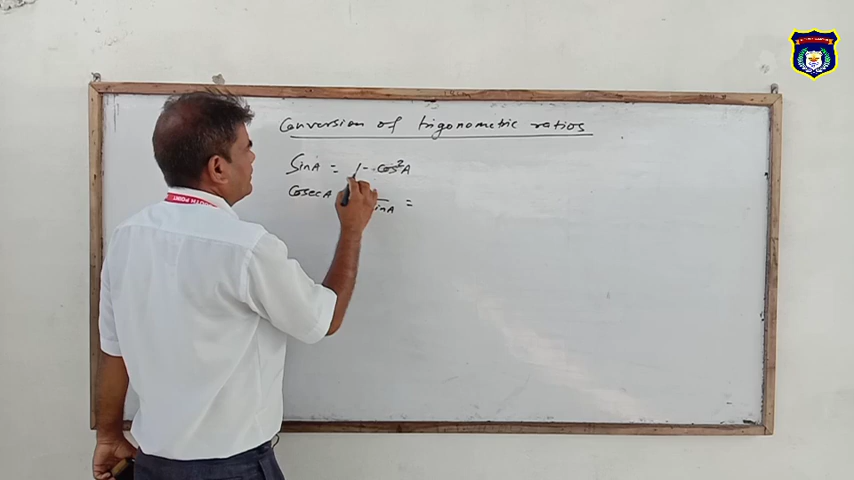 Conversion of trigonometric ratios
SinA = 1 - cos²A
CosecA sinA =